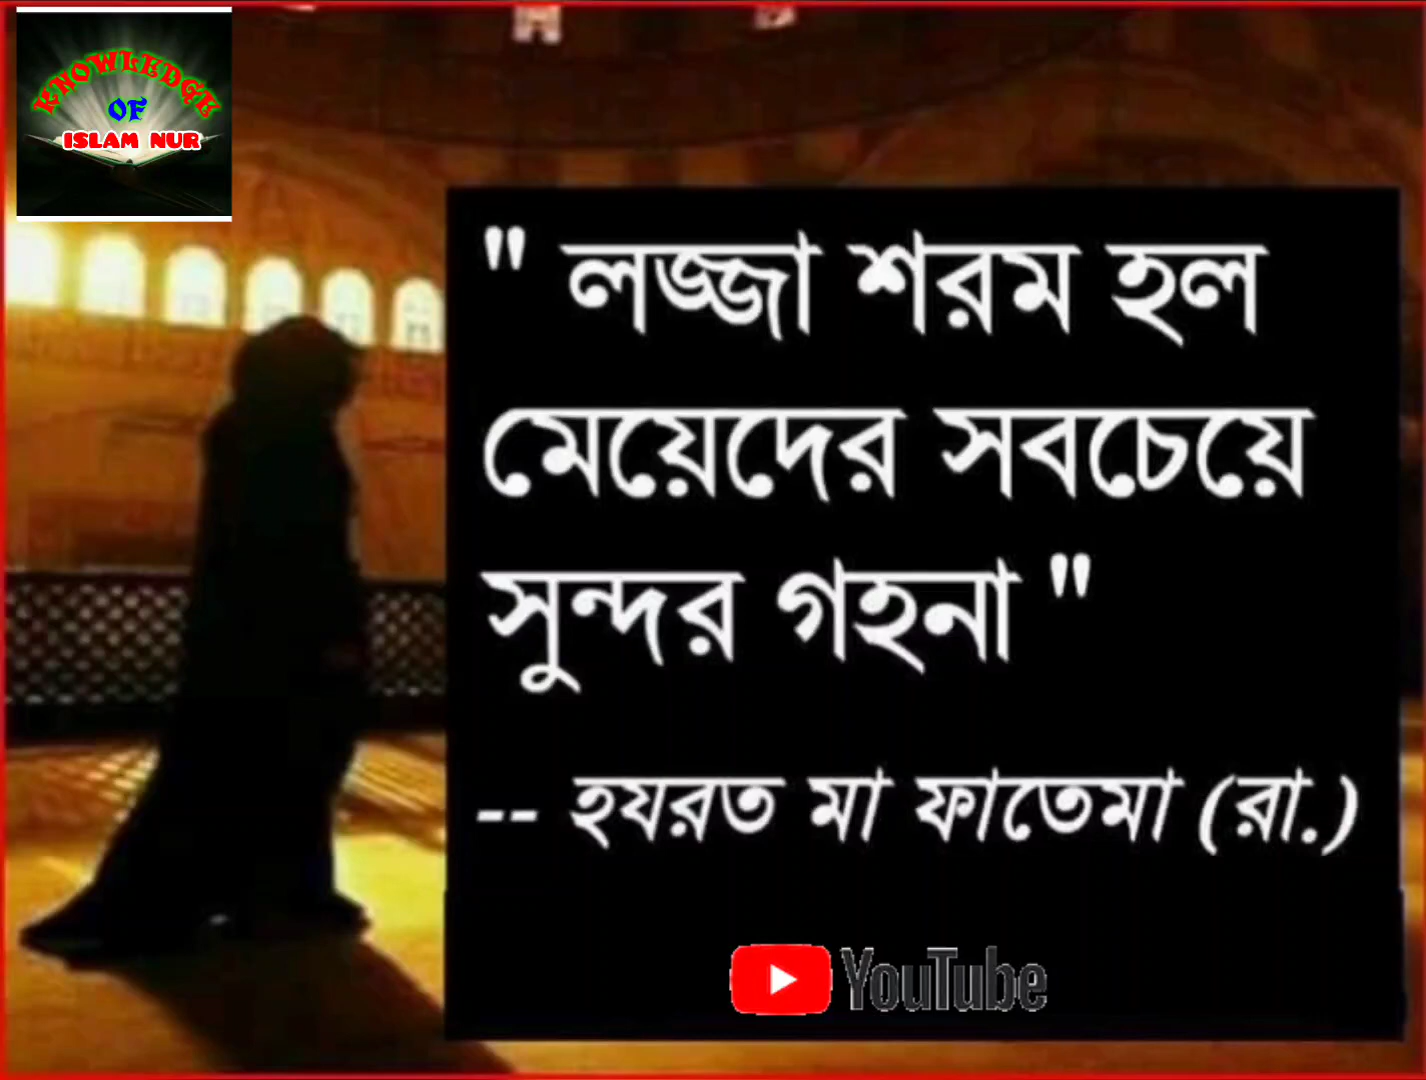 KNOWLEDGE
OF
ISLAM NUR
" লজ্জা শরম হল
মেয়েদের সবচেয়ে
সুন্দর গহনা "
-- হযরত মা ফাতেমা (রা.)
YouTube